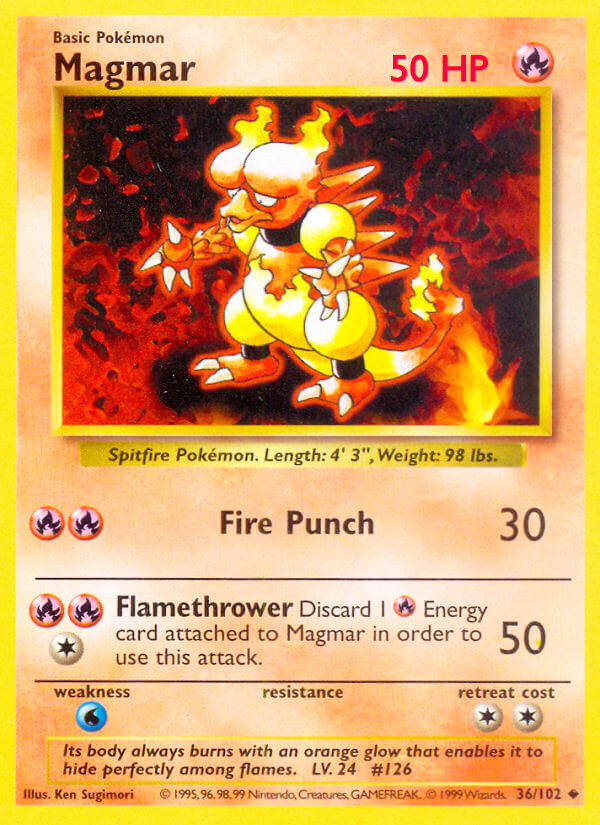 Basic Pokémon
Magmar 50 HP
Spitfire Pokémon. Length: 4' 3", Weight: 98 lbs.
Fire Punch 30
Flamethrower Discard 1 Energy
card attached to Magmar in order to
use this attack.
50
weakness resistance retreat cost
Its body always burns with an orange glow that enables it to
hide perfectly among flames. LV. 24 #126
Illus. Ken Sugimori © 1995, 96, 98, 99 Nintendo, Creatures, GAMEFREAK. © 1999 Wizards. 36/102